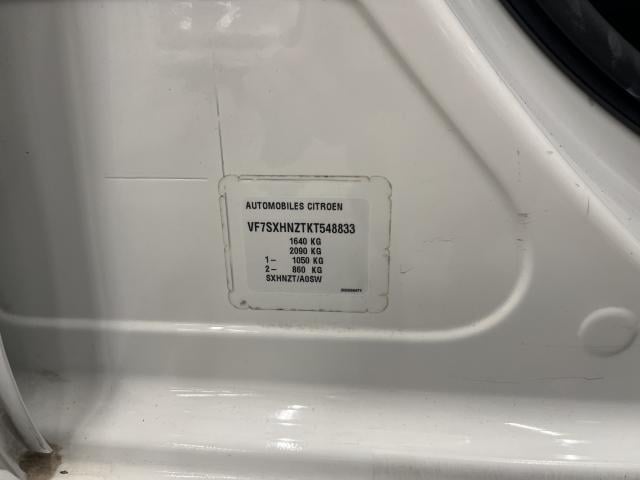 AUTOMOBILES CITROEN
VF7SXHNZTKT548833
1640 KG
2090 KG
1- 1050 KG
2- 860 KG
SXHNZT/A0SW